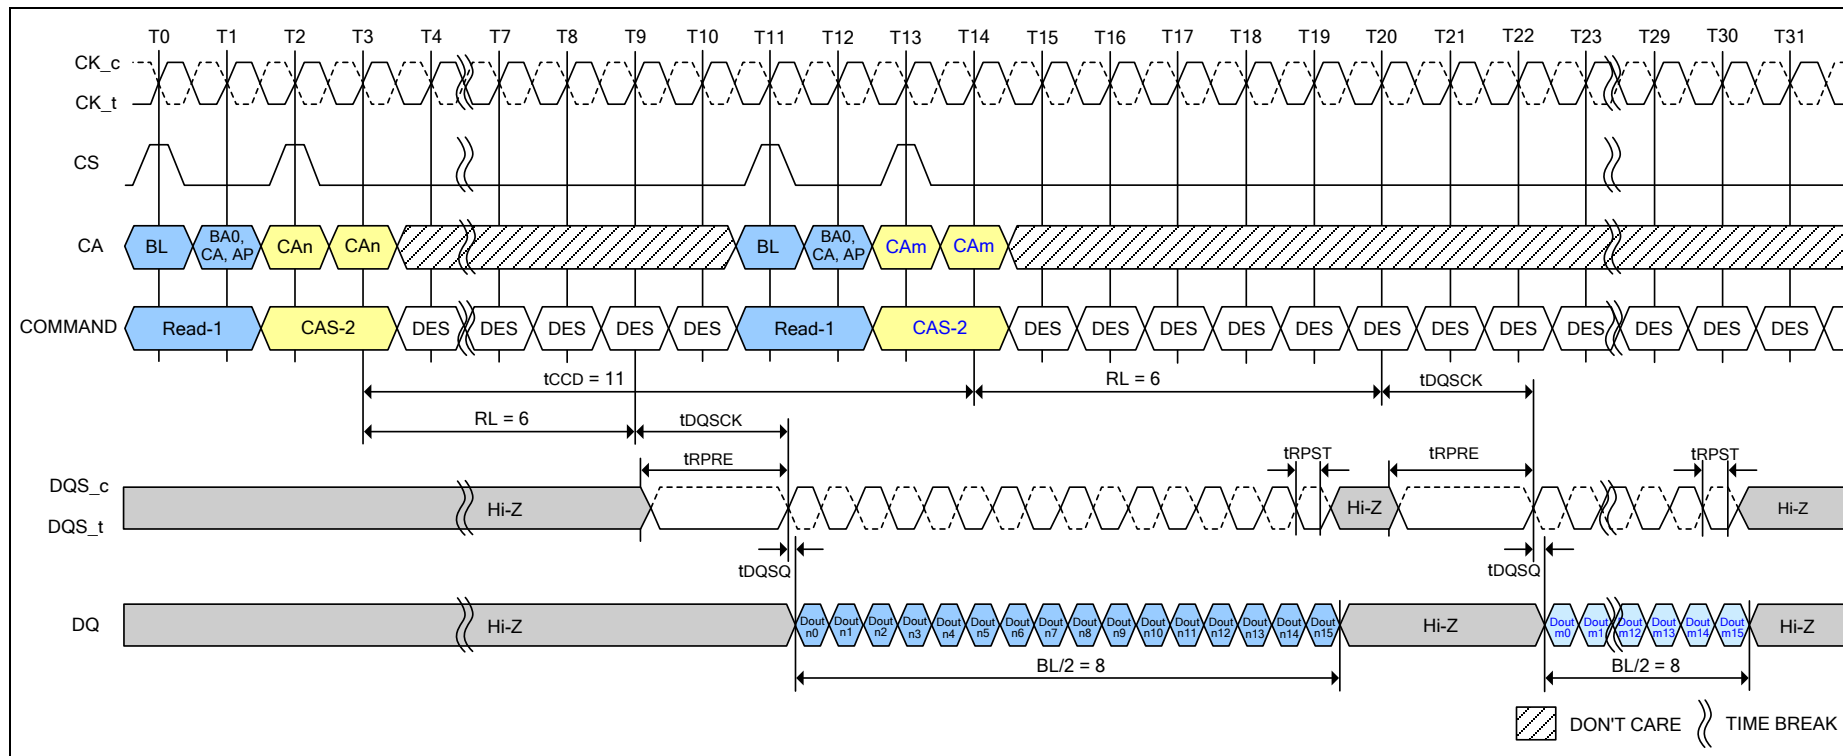 T0 T1 T2 T3 T4 T7 T8 T9 T10 T11 T12 T13 T14 T15 T16 T17 T18 T19 T20 T21 T22 T23 T29 T30 T31
CK_c
CK_t
CS
CA BL BA0, CA, AP CAn CAn BL BA0, CA, AP CAm CAm
COMMAND Read-1 CAS-2 DES DES DES DES DES Read-1 CAS-2 DES DES DES DES DES DES DES DES DES DES DES DES
tCCD = 11 RL = 6 tDQSCK
RL = 6 tDQSCK
tRPRE tRPST tRPRE tRPST
DQS_c
Hi-Z Hi-Z Hi-Z
DQS_t
tDQSQ tDQSQ
DQ Hi-Z Dout n0 Dout n1 Dout n2 Dout n3 Dout n4 Dout n5 Dout n6 Dout n7 Dout n8 Dout n9 Dout n10 Dout n11 Dout n12 Dout n13 Dout n14 Dout n15 Hi-Z Dout m0 Dout m1 Dout m12 Dout m13 Dout m14 Dout m15 Hi-Z
BL/2 = 8 BL/2 = 8
DON'T CARE TIME BREAK